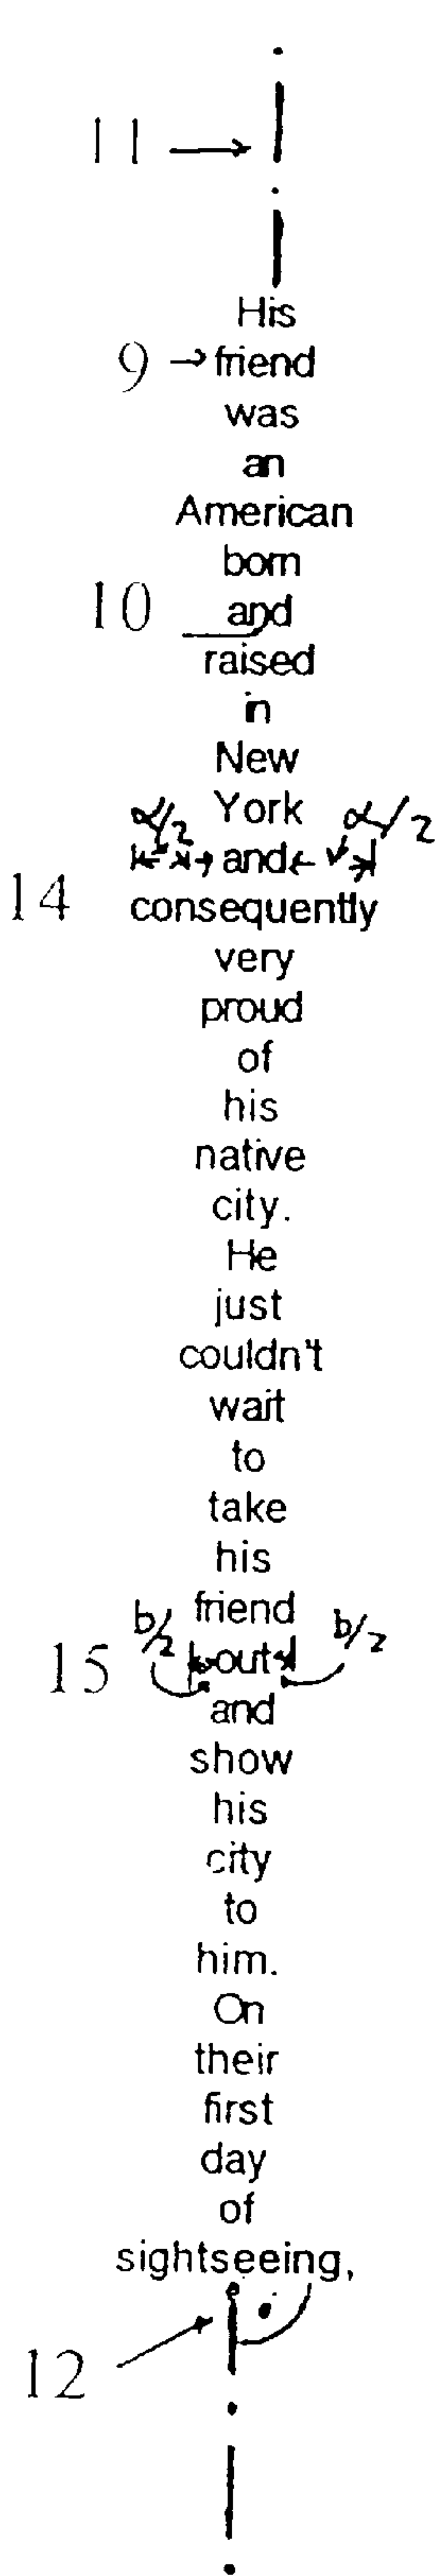 11
His
9 friend
was
an
American
born
10 and
raised
in
New
α/2 York α/2
and
14 consequently
very
proud
of
his
native
city.
He
just
couldn't
wait
to
take
his
b/2 friend b/2
15 out
and
show
his
city
to
him.
On
their
first
day
of
sightseeing,
12